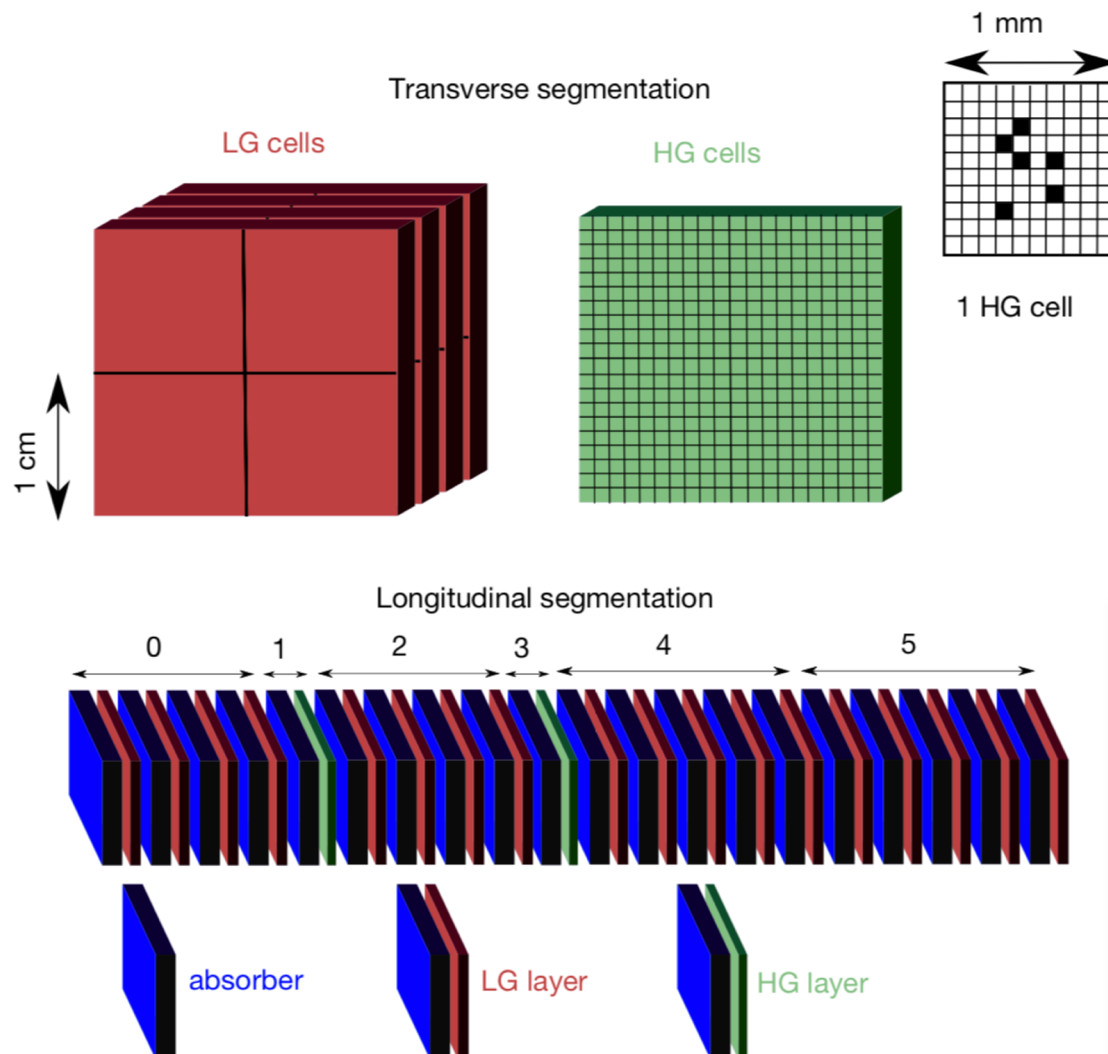 1 mm
Transverse segmentation
LG cells
HG cells
1 HG cell
1 cm
Longitudinal segmentation
0 1 2 3 4 5
absorber
LG layer
HG layer